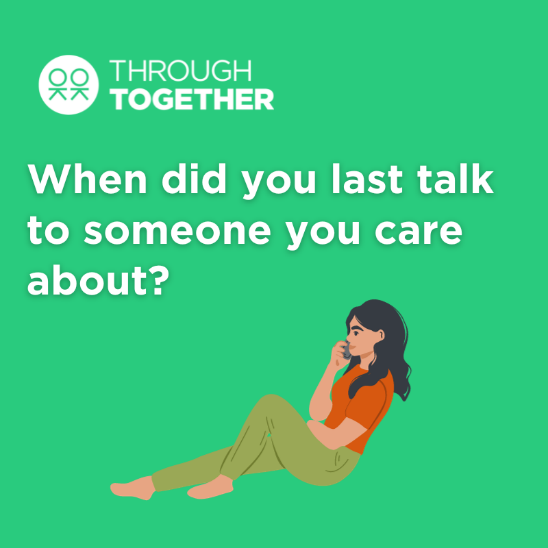 THROUGH
TOGETHER
When did you last talk
to someone you care
about?